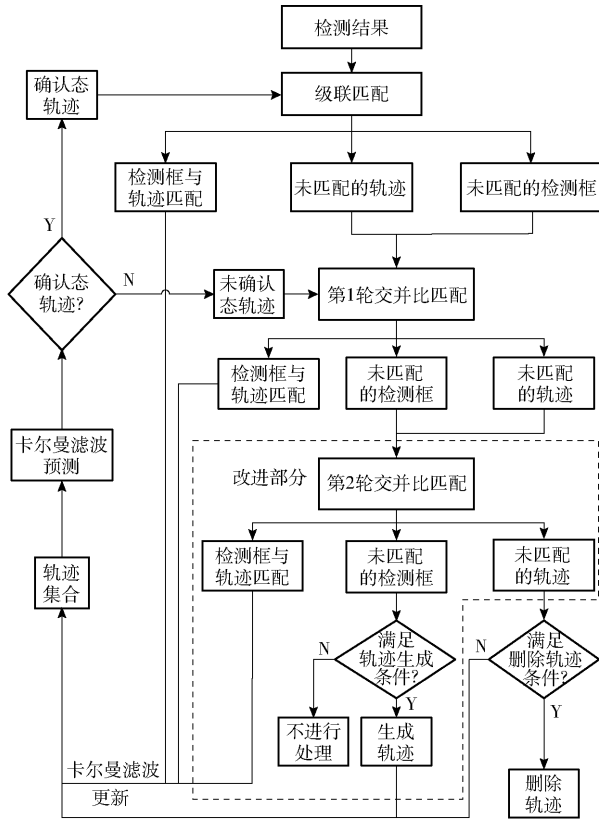 检测结果
确认态
轨迹
级联匹配
检测框与
轨迹匹配
未匹配的轨迹
未匹配的检测框
Y
确认态
轨迹?
N
未确认
态轨迹
第1轮交并比匹配
检测框与
轨迹匹配
未匹配
的检测框
未匹配
的轨迹
卡尔曼滤波
预测
改进部分
第2轮交并比匹配
轨迹
集合
检测框与
轨迹匹配
未匹配
的检测框
未匹配
的轨迹
满足
轨迹生成
条件?
N
Y
满足
删除轨迹
条件?
N
Y
不进行
处理
生成
轨迹
删除
轨迹
卡尔曼滤波
更新